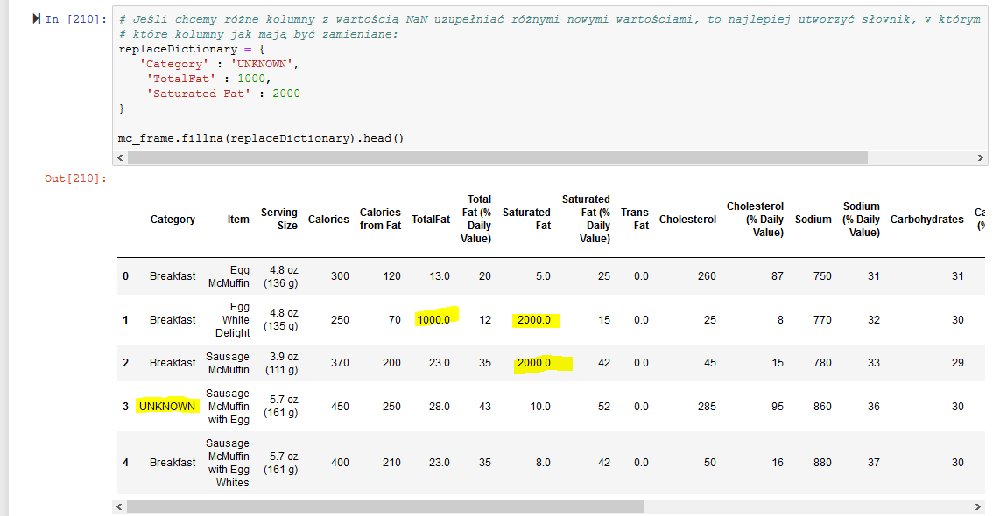 In [210]:
# Jeśli chcemy różne kolumny z wartością NaN uzupełniać różnymi nowymi wartościami, to najlepiej utworzyć słownik, w którym
# które kolumny jak mają być zamieniane:
replaceDictionary = {
'Category' : 'UNKNOWN',
'TotalFat' : 1000,
'Saturated Fat' : 2000
}
mc_frame.fillna(replaceDictionary).head()
Out[210]:
Category Item Serving Size Calories Calories from Fat TotalFat Total Fat (% Daily Value) Saturated Fat Saturated Fat (% Daily Value) Trans Fat Cholesterol Cholesterol (% Daily Value) Sodium Sodium (% Daily Value) Carbohydrates Ca (%
0 Breakfast Egg McMuffin 4.8 oz (136 g) 300 120 13.0 20 5.0 25 0.0 260 87 750 31 31
1 Breakfast Egg White Delight 4.8 oz (135 g) 250 70 1000.0 12 2000.0 15 0.0 25 8 770 32 30
2 Breakfast Sausage McMuffin 3.9 oz (111 g) 370 200 23.0 35 2000.0 42 0.0 45 15 780 33 29
3 UNKNOWN Sausage McMuffin with Egg 5.7 oz (161 g) 450 250 28.0 43 10.0 52 0.0 285 95 860 36 30
4 Breakfast Sausage McMuffin with Egg Whites 5.7 oz (161 g) 400 210 23.0 35 8.0 42 0.0 50 16 880 37 30